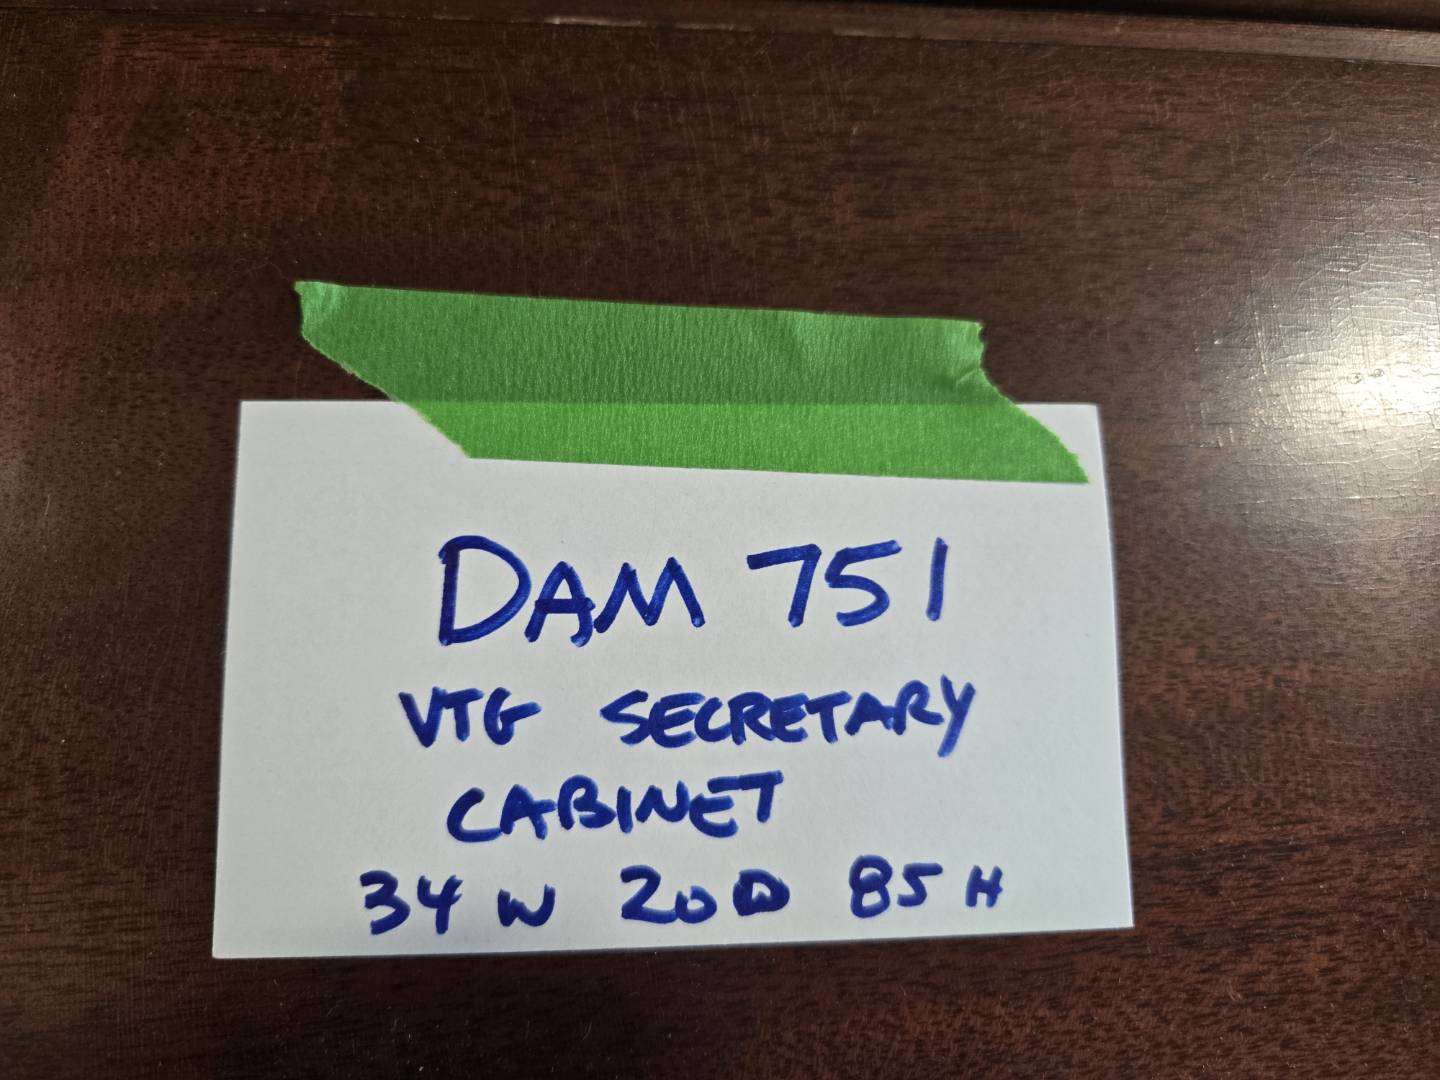 DAM 751
VTG SECRETARY
CABINET
34 W 20 D 85 H